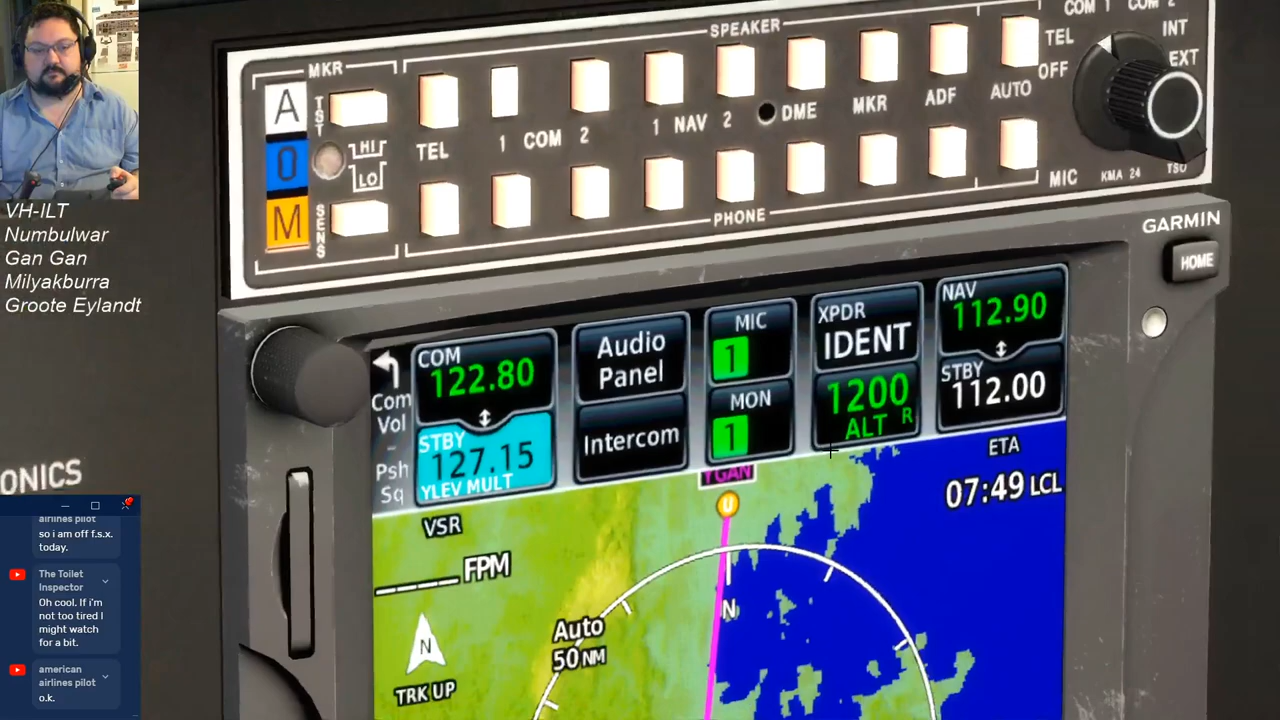 MKR
A
O
M
TST
SENS
HI
LO
SPEAKER
TEL
1 COM 2
1 NAV 2
DME
MKR
ADF
AUTO
PHONE
COM 1 COM 2
TEL
INT
OFF
EXT
MIC
KMA 24
TSO
VH-ILT
Numbulwar
Gan Gan
Milyakburra
Groote Eylandt
GARMIN
HOME
Com
Vol
-
Psh
Sq
COM
122.80
STBY
127.15
YLEV MULT
Audio
Panel
Intercom
MIC
1
MON
1
XPDR
IDENT
1200
ALT R
NAV
112.90
STBY
112.00
YGAN
U
ETA
07:49 LCL
VSR
____ FPM
N
TRK UP
Auto
50 NM
N
ONICS
airlines pilot
so i am off f.s.x.
today.
The Toilet
Inspector
Oh cool. If i'm
not too tired I
might watch
for a bit.
american
airlines pilot
o.k.